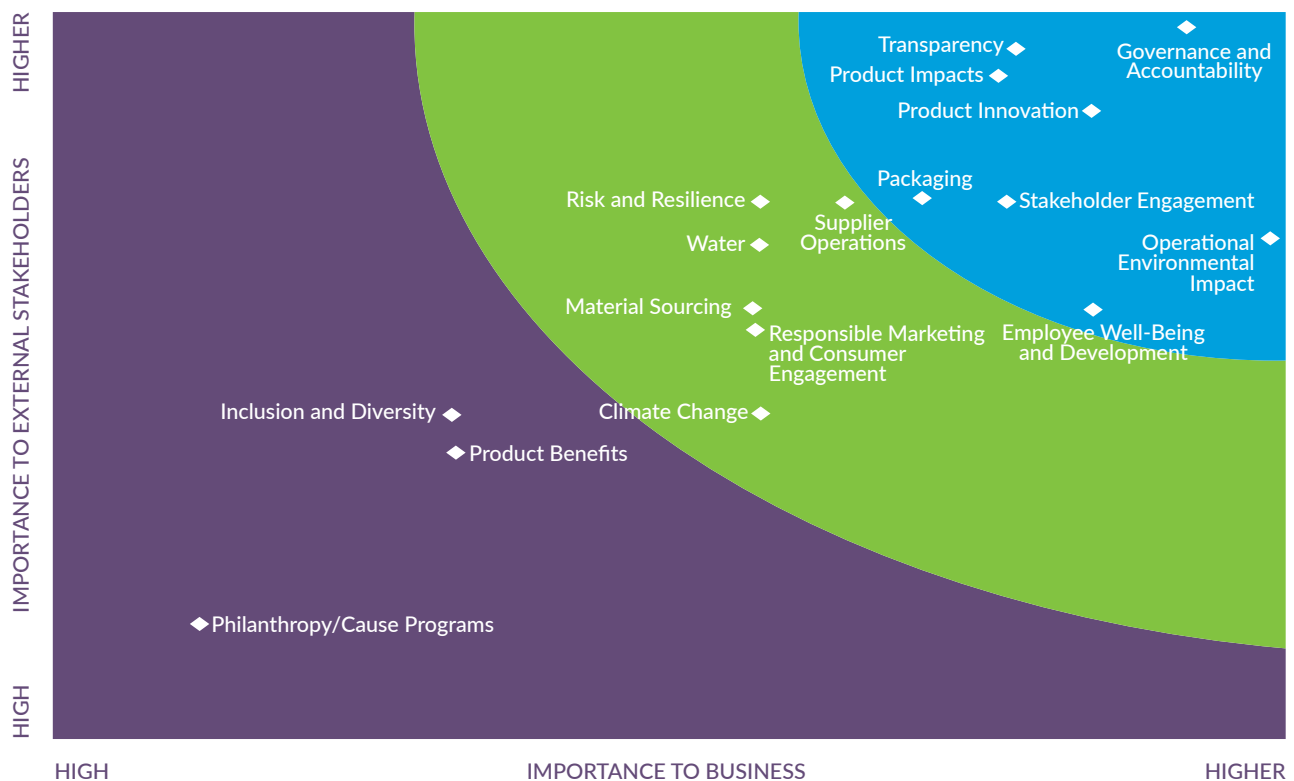 HIGHER
IMPORTANCE TO EXTERNAL STAKEHOLDERS
HIGH
Transparency
Governance and
Accountability
Product Impacts
Product Innovation
Packaging
Risk and Resilience
Stakeholder Engagement
Supplier
Operations
Water
Operational
Environmental
Impact
Material Sourcing
Responsible Marketing
and Consumer
Engagement
Employee Well-Being
and Development
Inclusion and Diversity
Climate Change
Product Benefits
Philanthropy/Cause Programs
HIGH
IMPORTANCE TO BUSINESS
HIGHER